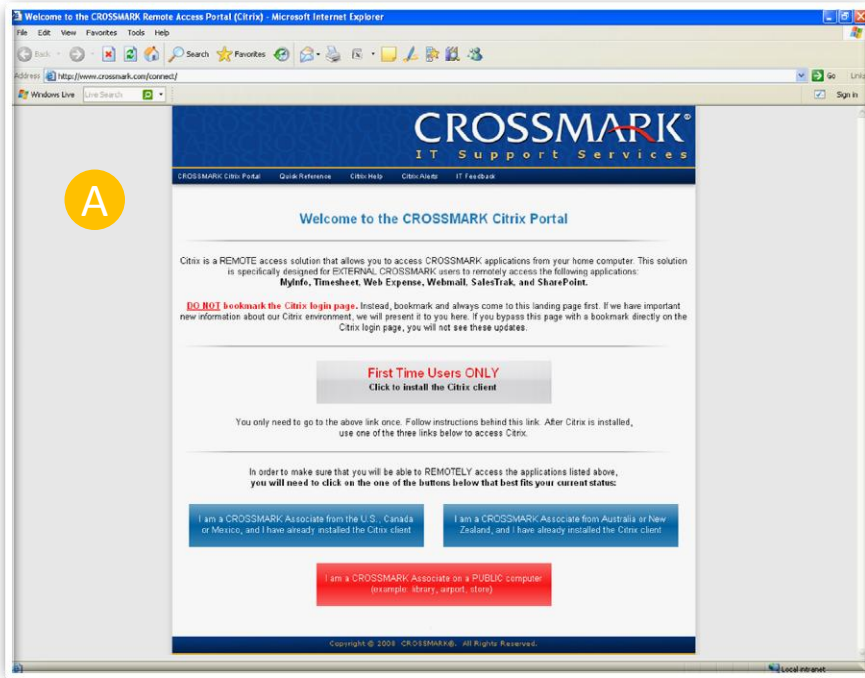 Welcome to the CROSSMARK Remote Access Portal (Citrix) - Microsoft Internet Explorer
File Edit View Favorites Tools Help
Back Search Favorites
Address http://www.crossmark.com/connect/ Go Links
Windows Live Live Search Sign in
A
CROSSMARK®
IT Support Services
CROSSMARK Citrix Portal Quick Reference Citrix Help Citrix Alerts IT Feedback
Welcome to the CROSSMARK Citrix Portal
Citrix is a REMOTE access solution that allows you to access CROSSMARK applications from your home computer. This solution
is specifically designed for EXTERNAL CROSSMARK users to remotely access the following applications:
MyInfo, Timesheet, Web Expense, Webmail, SalesTrak, and SharePoint.
DO NOT bookmark the Citrix login page. Instead, bookmark and always come to this landing page first. If we have important
new information about our Citrix environment, we will present it to you here. If you bypass this page with a bookmark directly on the
Citrix login page, you will not see these updates.
First Time Users ONLY
Click to install the Citrix client
You only need to go to the above link once. Follow instructions behind this link. After Citrix is installed,
use one of the three links below to access Citrix.
In order to make sure that you will be able to REMOTELY access the applications listed above,
you will need to click on the one of the buttons below that best fits your current status:
I am a CROSSMARK Associate from the U.S., Canada
or Mexico, and I have already installed the Citrix client
I am a CROSSMARK Associate from Australia or New
Zealand, and I have already installed the Citrix client
I am a CROSSMARK Associate on a PUBLIC computer
(example: library, airport, store)
Copyright © 2008 CROSSMARK®. All Rights Reserved.
Local intranet